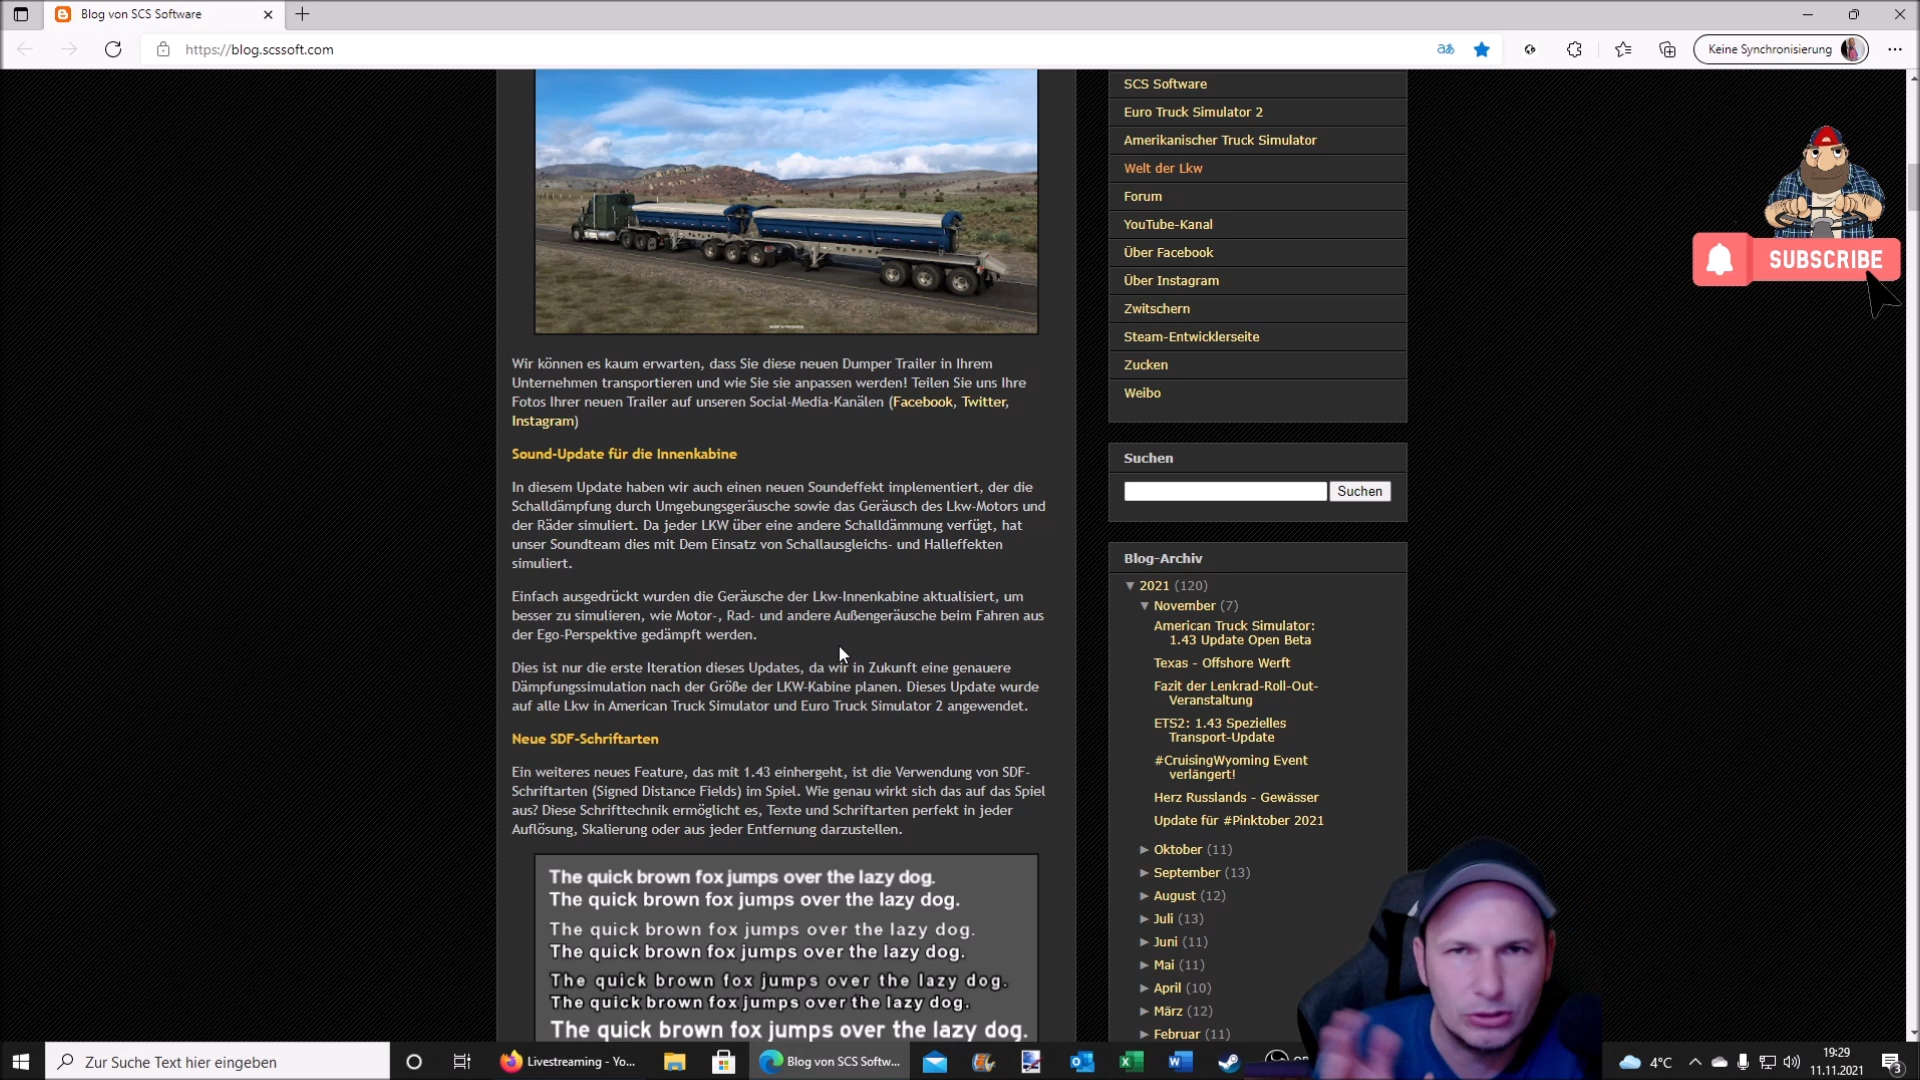 Blog von SCS Software
https://blog.scssoft.com
aあ
Keine Synchronisierung
SCS Software
Euro Truck Simulator 2
Amerikanischer Truck Simulator
Welt der Lkw
Forum
YouTube-Kanal
Über Facebook
Über Instagram
Zwitschern
Steam-Entwicklerseite
Zucken
Weibo
SUBSCRIBE
Wir können es kaum erwarten, dass Sie diese neuen Dumper Trailer in Ihrem
Unternehmen transportieren und wie Sie sie anpassen werden! Teilen Sie uns Ihre
Fotos Ihrer neuen Trailer auf unseren Social-Media-Kanälen (Facebook, Twitter,
Instagram)
Sound-Update für die Innenkabine
In diesem Update haben wir auch einen neuen Soundeffekt implementiert, der die
Schalldämpfung durch Umgebungsgeräusche sowie das Geräusch des Lkw-Motors und
der Räder simuliert. Da jeder LKW über eine andere Schalldämmung verfügt, hat
unser Soundteam dies mit Dem Einsatz von Schallausgleichs- und Halleffekten
simuliert.
Einfach ausgedrückt wurden die Geräusche der Lkw-Innenkabine aktualisiert, um
besser zu simulieren, wie Motor-, Rad- und andere Außengeräusche beim Fahren aus
der Ego-Perspektive gedämpft werden.
Dies ist nur die erste Iteration dieses Updates, da wir in Zukunft eine genauere
Dämpfungssimulation nach der Größe der LKW-Kabine planen. Dieses Update wurde
auf alle Lkw in American Truck Simulator und Euro Truck Simulator 2 angewendet.
Neue SDF-Schriftarten
Ein weiteres neues Feature, das mit 1.43 einhergeht, ist die Verwendung von SDF-
Schriftarten (Signed Distance Fields) im Spiel. Wie genau wirkt sich das auf das Spiel
aus? Diese Schrifttechnik ermöglicht es, Texte und Schriftarten perfekt in jeder
Auflösung, Skalierung oder aus jeder Entfernung darzustellen.
The quick brown fox jumps over the lazy dog.
The quick brown fox jumps over the lazy dog.
The quick brown fox jumps over the lazy dog.
The quick brown fox jumps over the lazy dog.
The quick brown fox jumps over the lazy dog.
The quick brown fox jumps over the lazy dog.
The quick brown fox jumps over the lazy dog.
Suchen
Suchen
Blog-Archiv
▼ 2021 (120)
▼ November (7)
American Truck Simulator:
1.43 Update Open Beta
Texas - Offshore Werft
Fazit der Lenkrad-Roll-Out-
Veranstaltung
ETS2: 1.43 Spezielles
Transport-Update
#CruisingWyoming Event
verlängert!
Herz Russlands - Gewässer
Update für #Pinktober 2021
► Oktober (11)
► September (13)
► August (12)
► Juli (13)
► Juni (11)
► Mai (11)
► April (10)
► März (12)
► Februar (11)
Zur Suche Text hier eingeben
Livestreaming - Yo...
Blog von SCS Softw...
4°C
19:29
11.11.2021
3